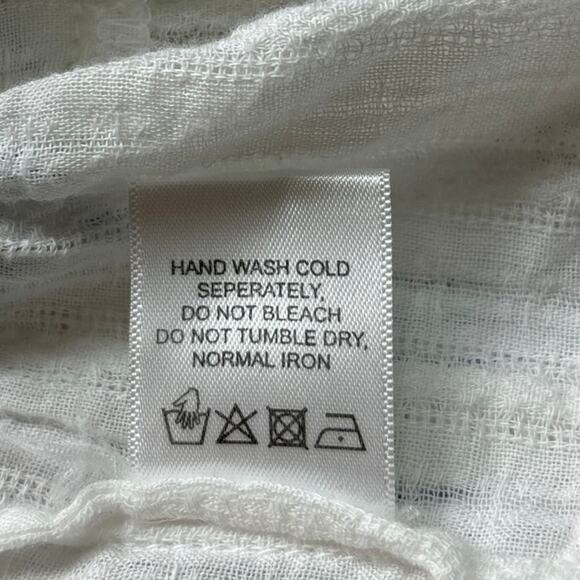 HAND WASH COLD
SEPERATELY,
DO NOT BLEACH
DO NOT TUMBLE DRY,
NORMAL IRON